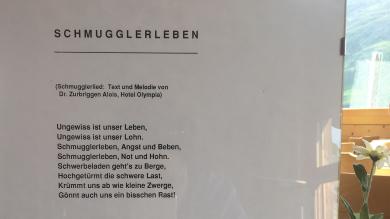 SCHMUGGLERLEBEN
(Schmugglerlied: Text und Melodie von
Dr. Zurbriggen Alois, Hotel Olympia)
Ungewiss ist unser Leben,
Ungewiss ist unser Lohn.
Schmugglerleben, Angst und Beben,
Schmugglerleben, Not und Hohn.
Schwerbeladen geht's zu Berge,
Hochgetürmt die schwere Last,
Krümmt uns ab wie kleine Zwerge,
Gönnt auch uns ein bisschen Rast!